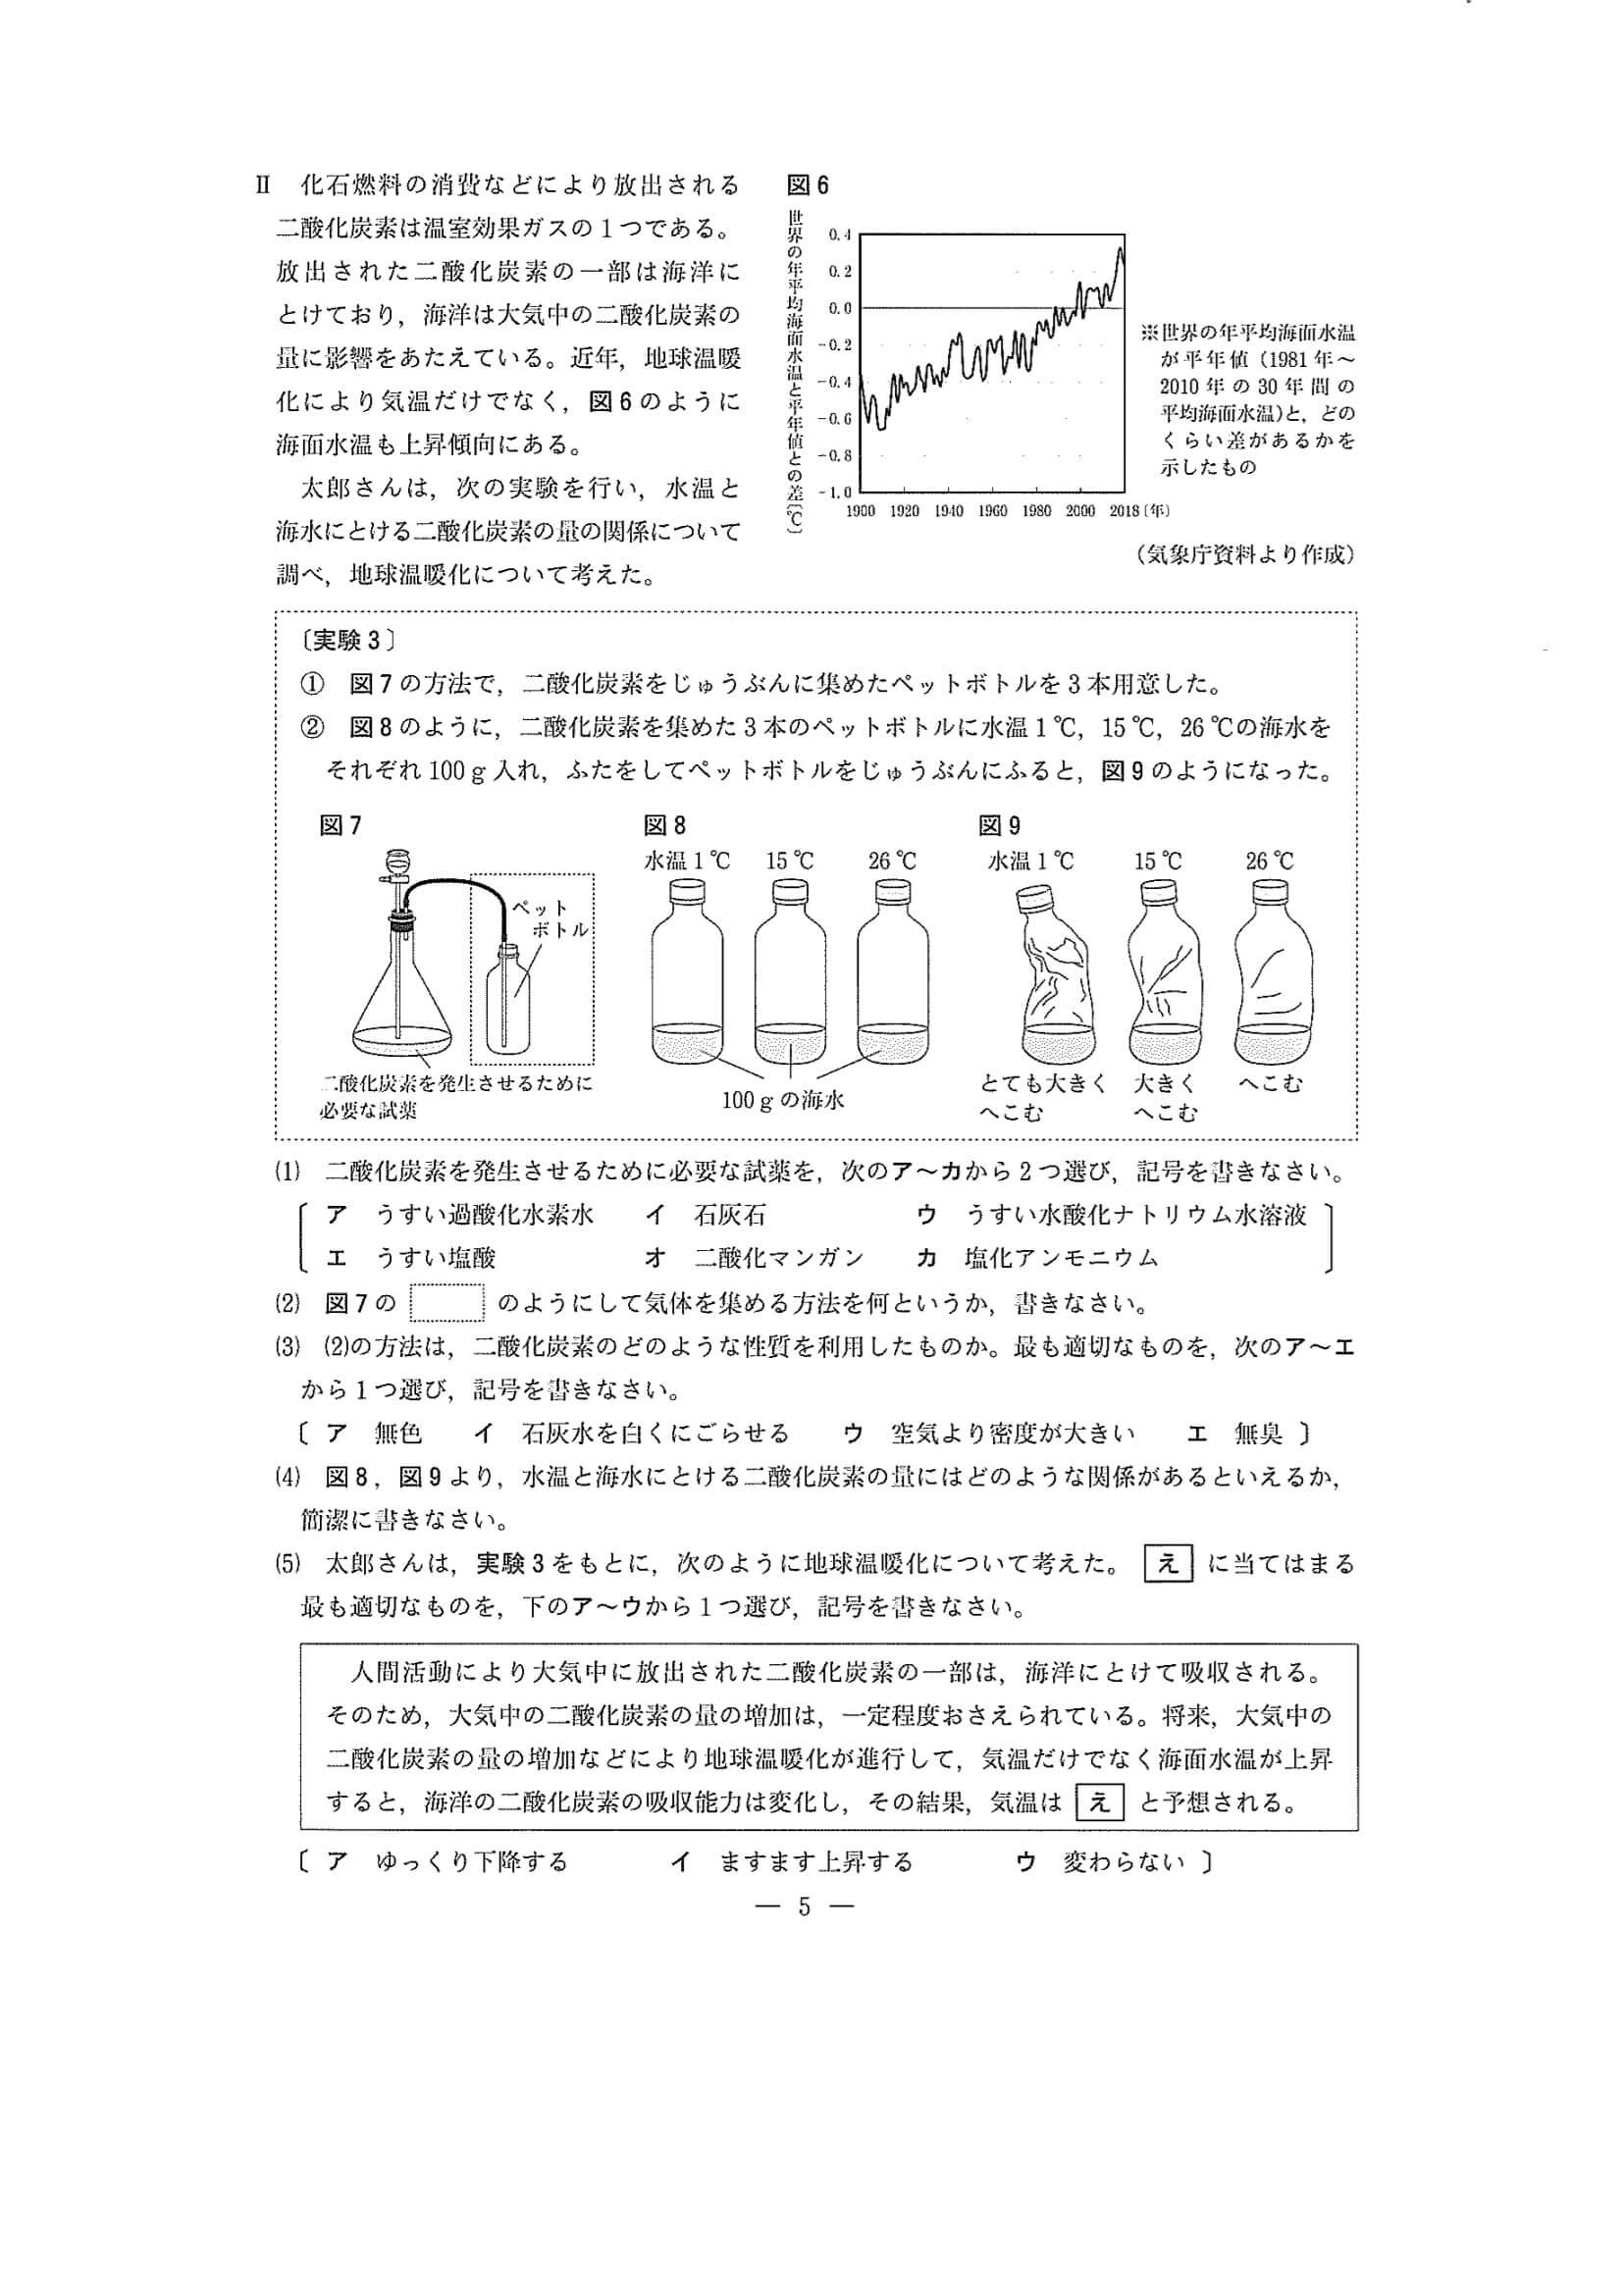 Ⅱ 化石燃料の消費などにより放出される
二酸化炭素は温室効果ガスの1つである。
放出された二酸化炭素の一部は海洋に
とけており，海洋は大気中の二酸化炭素の
量に影響をあたえている。近年，地球温暖
化により気温だけでなく，図6のように
海面水温も上昇傾向にある。
太郎さんは，次の実験を行い，水温と
海水にとける二酸化炭素の量の関係について
調べ，地球温暖化について考えた。
図6
世界の年平均海面水温と平年値との差〔℃〕
0.4
0.2
0.0
-0.2
-0.4
-0.6
-0.8
-1.0
1900 1920 1940 1960 1980 2000 2018〔年〕
※世界の年平均海面水温
が平年値（1981年～
2010年の30年間の
平均海面水温）と，どの
くらい差があるかを
示したもの
（気象庁資料より作成）
〔実験3〕
① 図7の方法で，二酸化炭素をじゅうぶんに集めたペットボトルを3本用意した。
② 図8のように，二酸化炭素を集めた3本のペットボトルに水温1℃，15℃，26℃の海水を
それぞれ100g入れ，ふたをしてペットボトルをじゅうぶんにふると，図9のようになった。
図7
ペット
ボトル
二酸化炭素を発生させるために
必要な試薬
図8
水温1℃ 15℃ 26℃
100gの海水
図9
水温1℃ 15℃ 26℃
とても大きく 大きく へこむ
へこむ へこむ
(1) 二酸化炭素を発生させるために必要な試薬を，次のア～カから2つ選び，記号を書きなさい。
ア うすい過酸化水素水 イ 石灰石 ウ うすい水酸化ナトリウム水溶液
エ うすい塩酸 オ 二酸化マンガン カ 塩化アンモニウム
(2) 図7の のようにして気体を集める方法を何というか，書きなさい。
(3) (2)の方法は，二酸化炭素のどのような性質を利用したものか。最も適切なものを，次のア～エ
から1つ選び，記号を書きなさい。
〔 ア 無色 イ 石灰水を白くにごらせる ウ 空気より密度が大きい エ 無臭 〕
(4) 図8，図9より，水温と海水にとける二酸化炭素の量にはどのような関係があるといえるか，
簡潔に書きなさい。
(5) 太郎さんは，実験3をもとに，次のように地球温暖化について考えた。 え に当てはまる
最も適切なものを，下のア～ウから1つ選び，記号を書きなさい。
人間活動により大気中に放出された二酸化炭素の一部は，海洋にとけて吸収される。
そのため，大気中の二酸化炭素の量の増加は，一定程度おさえられている。将来，大気中の
二酸化炭素の量の増加などにより地球温暖化が進行して，気温だけでなく海面水温が上昇
すると，海洋の二酸化炭素の吸収能力は変化し，その結果，気温は え と予想される。
〔 ア ゆっくり下降する イ ますます上昇する ウ 変わらない 〕
― 5 ―